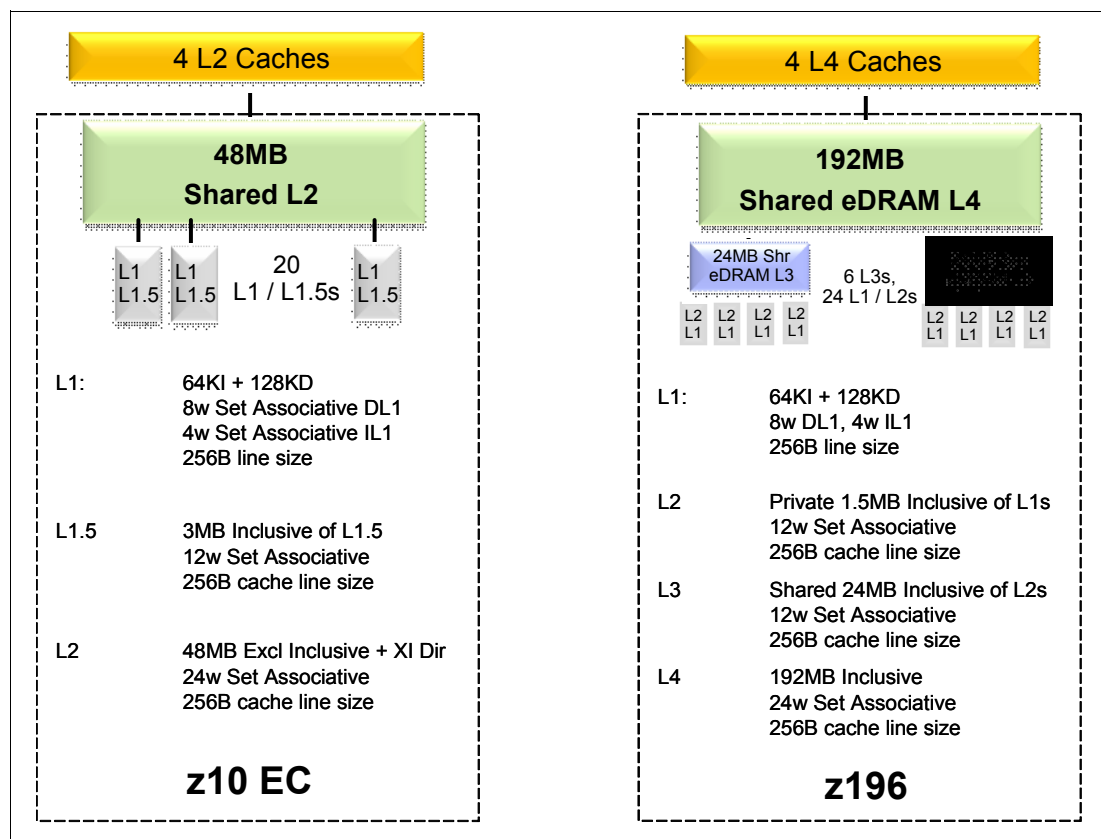 4 L2 Caches
48MB
Shared L2
L1
L1.5
L1
L1.5
20
L1 / L1.5s
L1
L1.5
L1: 64KI + 128KD
8w Set Associative DL1
4w Set Associative IL1
256B line size
L1.5 3MB Inclusive of L1.5
12w Set Associative
256B cache line size
L2 48MB Excl Inclusive + XI Dir
24w Set Associative
256B cache line size
z10 EC
4 L4 Caches
192MB
Shared eDRAM L4
24MB Shr
eDRAM L3
6 L3s,
24 L1 / L2s
L2
L1
L2
L1
L2
L1
L2
L1
L2
L1
L2
L1
L2
L1
L2
L1
L1: 64KI + 128KD
8w DL1, 4w IL1
256B line size
L2 Private 1.5MB Inclusive of L1s
12w Set Associative
256B cache line size
L3 Shared 24MB Inclusive of L2s
12w Set Associative
256B cache line size
L4 192MB Inclusive
24w Set Associative
256B cache line size
z196